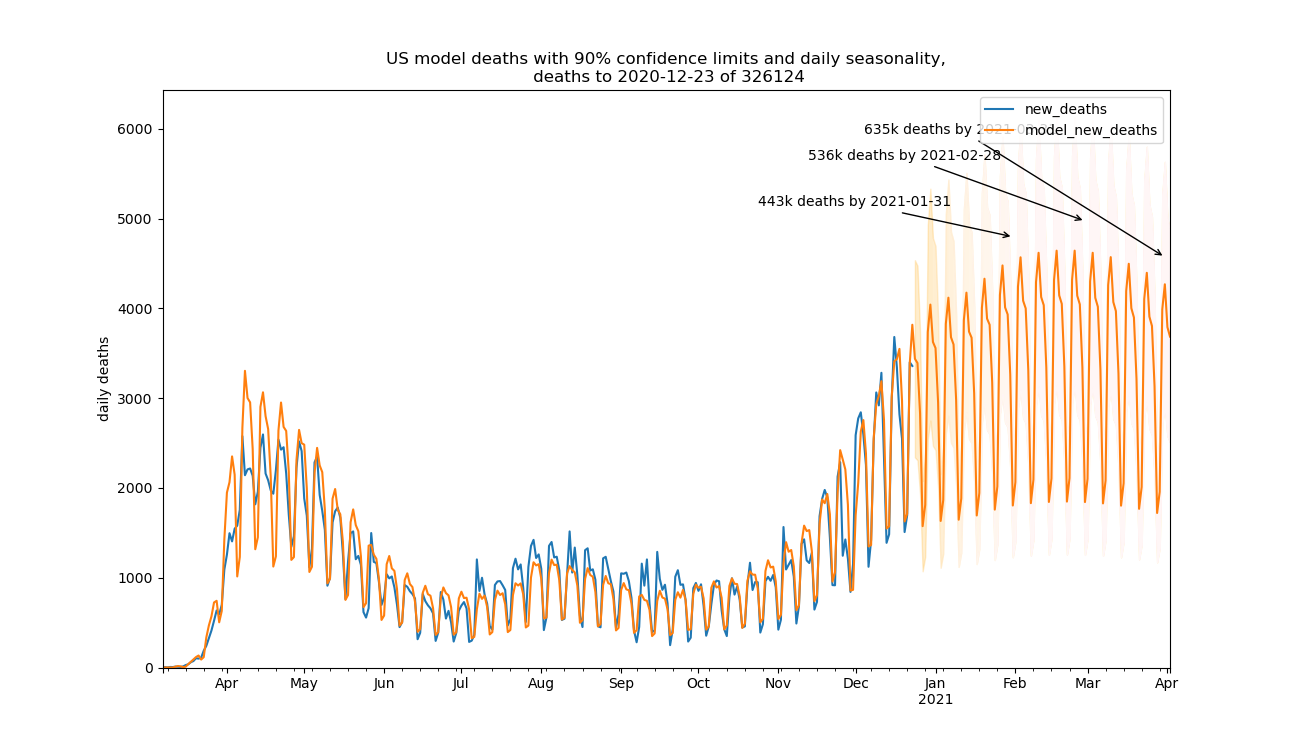 US model deaths with 90% confidence limits and daily seasonality,
deaths to 2020-12-23 of 326124
new_deaths
model_new_deaths
635k deaths by
536k deaths by 2021-02-28
443k deaths by 2021-01-31
daily deaths
6000
5000
4000
3000
2000
1000
0
Apr May Jun Jul Aug Sep Oct Nov Dec Jan Feb Mar Apr
2021